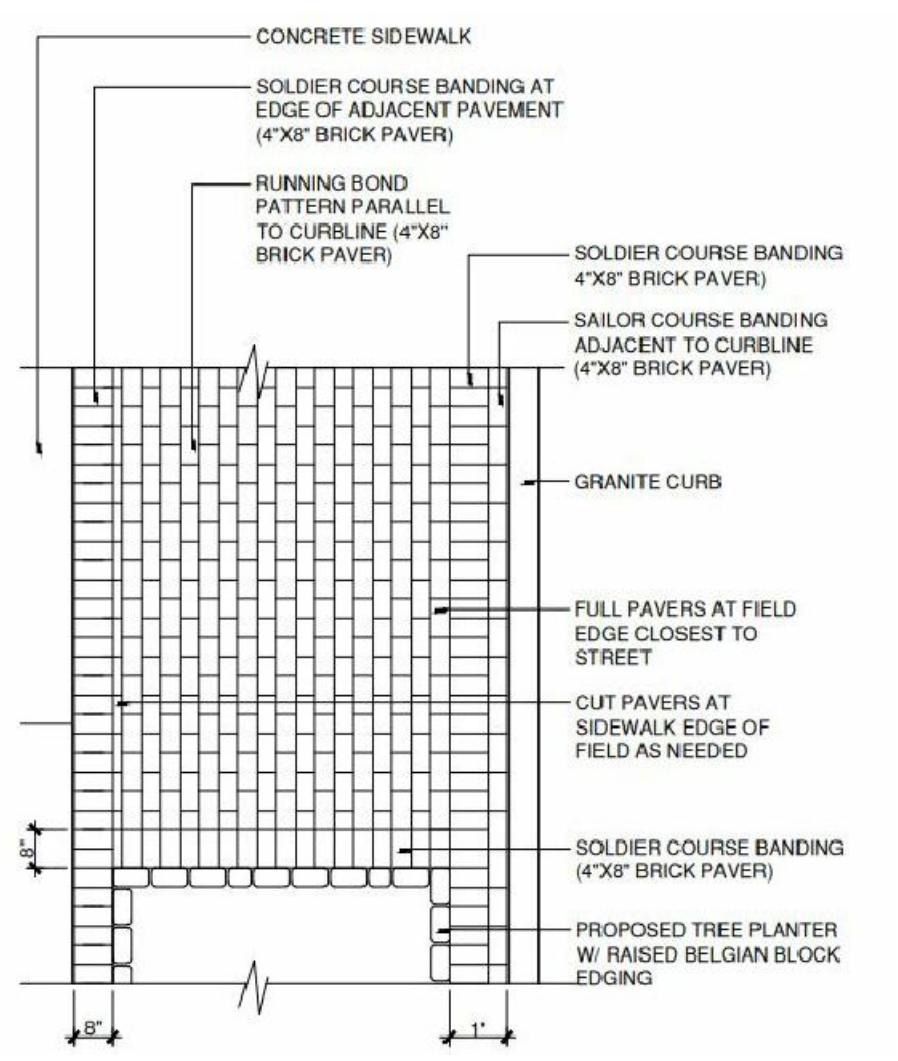 CONCRETE SIDEWALK
SOLDIER COURSE BANDING AT
EDGE OF ADJACENT PAVEMENT
(4"X8" BRICK PAVER)
RUNNING BOND
PATTERN PARALLEL
TO CURBLINE (4"X8"
BRICK PAVER)
SOLDIER COURSE BANDING
4"X8" BRICK PAVER)
SAILOR COURSE BANDING
ADJACENT TO CURBLINE
(4"X8" BRICK PAVER)
GRANITE CURB
FULL PAVERS AT FIELD
EDGE CLOSEST TO
STREET
CUT PAVERS AT
SIDEWALK EDGE OF
FIELD AS NEEDED
8"
SOLDIER COURSE BANDING
(4"X8" BRICK PAVER)
PROPOSED TREE PLANTER
W/ RAISED BELGIAN BLOCK
EDGING
8"
1'